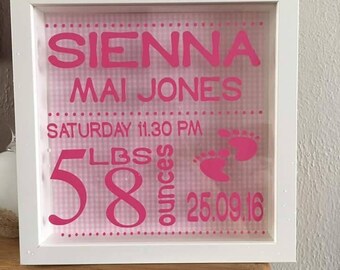 SIENNA
MAI JONES
SATURDAY 11.30 PM
5 LBS 8 ounces
25.09.16